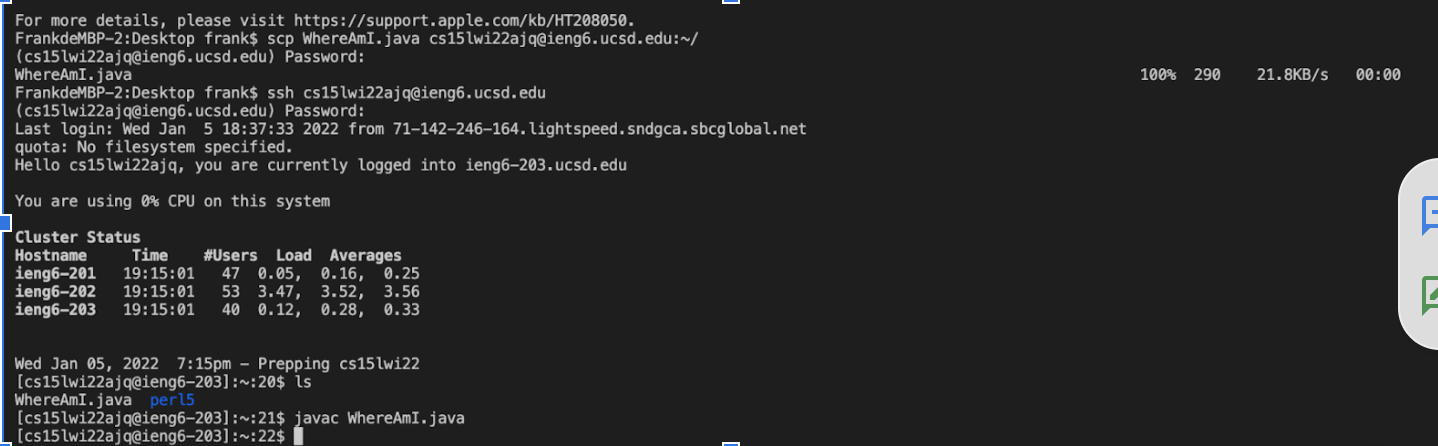 For more details, please visit https://support.apple.com/kb/HT208050.
FrankdeMBP-2:Desktop frank$ scp WhereAmI.java cs15lwi22ajq@ieng6.ucsd.edu:~/
(cs15lwi22ajq@ieng6.ucsd.edu) Password:
WhereAmI.java 100% 290 21.8KB/s 00:00
FrankdeMBP-2:Desktop frank$ ssh cs15lwi22ajq@ieng6.ucsd.edu
(cs15lwi22ajq@ieng6.ucsd.edu) Password:
Last login: Wed Jan  5 18:37:33 2022 from 71-142-246-164.lightspeed.sndgca.sbcglobal.net
quota: No filesystem specified.
Hello cs15lwi22ajq, you are currently logged into ieng6-203.ucsd.edu
You are using 0% CPU on this system
Cluster Status
Hostname Time #Users Load Averages
ieng6-201 19:15:01 47 0.05, 0.16, 0.25
ieng6-202 19:15:01 53 3.47, 3.52, 3.56
ieng6-203 19:15:01 40 0.12, 0.28, 0.33
Wed Jan 05, 2022  7:15pm - Prepping cs15lwi22
[cs15lwi22ajq@ieng6-203]:~:20$ ls
WhereAmI.java  perl5
[cs15lwi22ajq@ieng6-203]:~:21$ javac WhereAmI.java
[cs15lwi22ajq@ieng6-203]:~:22$